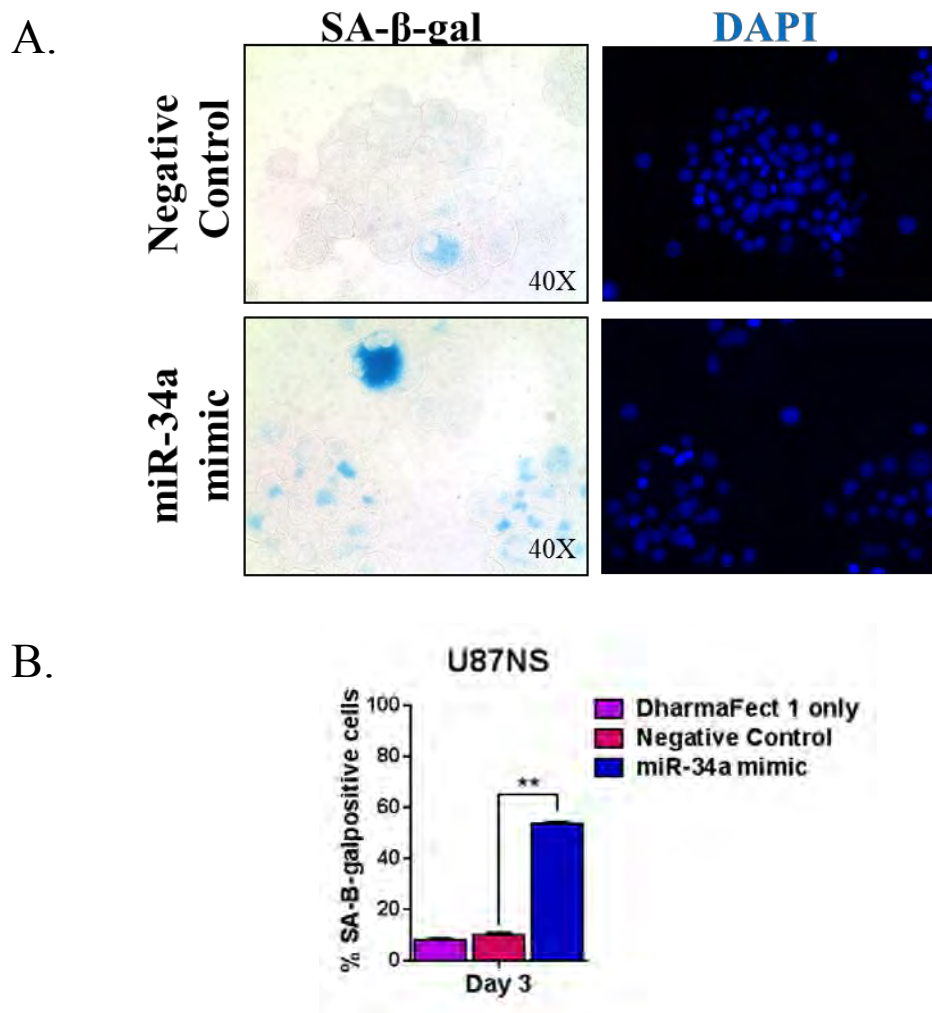 A.
SA-β-gal
DAPI
Negative
Control
40X
miR-34a
mimic
40X
B.
U87NS
% SA-B-galpositive cells
100
80
60
40
20
0
**
Day 3
DharmaFect 1 only
Negative Control
miR-34a mimic